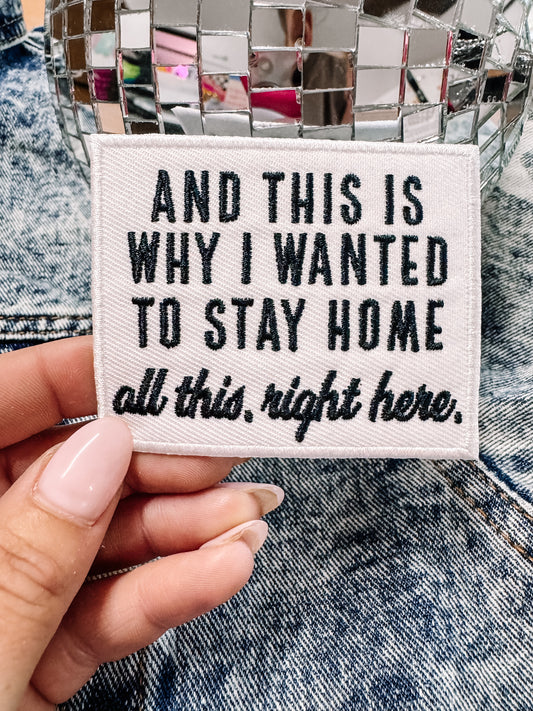 AND THIS IS
WHY I WANTED
TO STAY HOME
all this, right here.